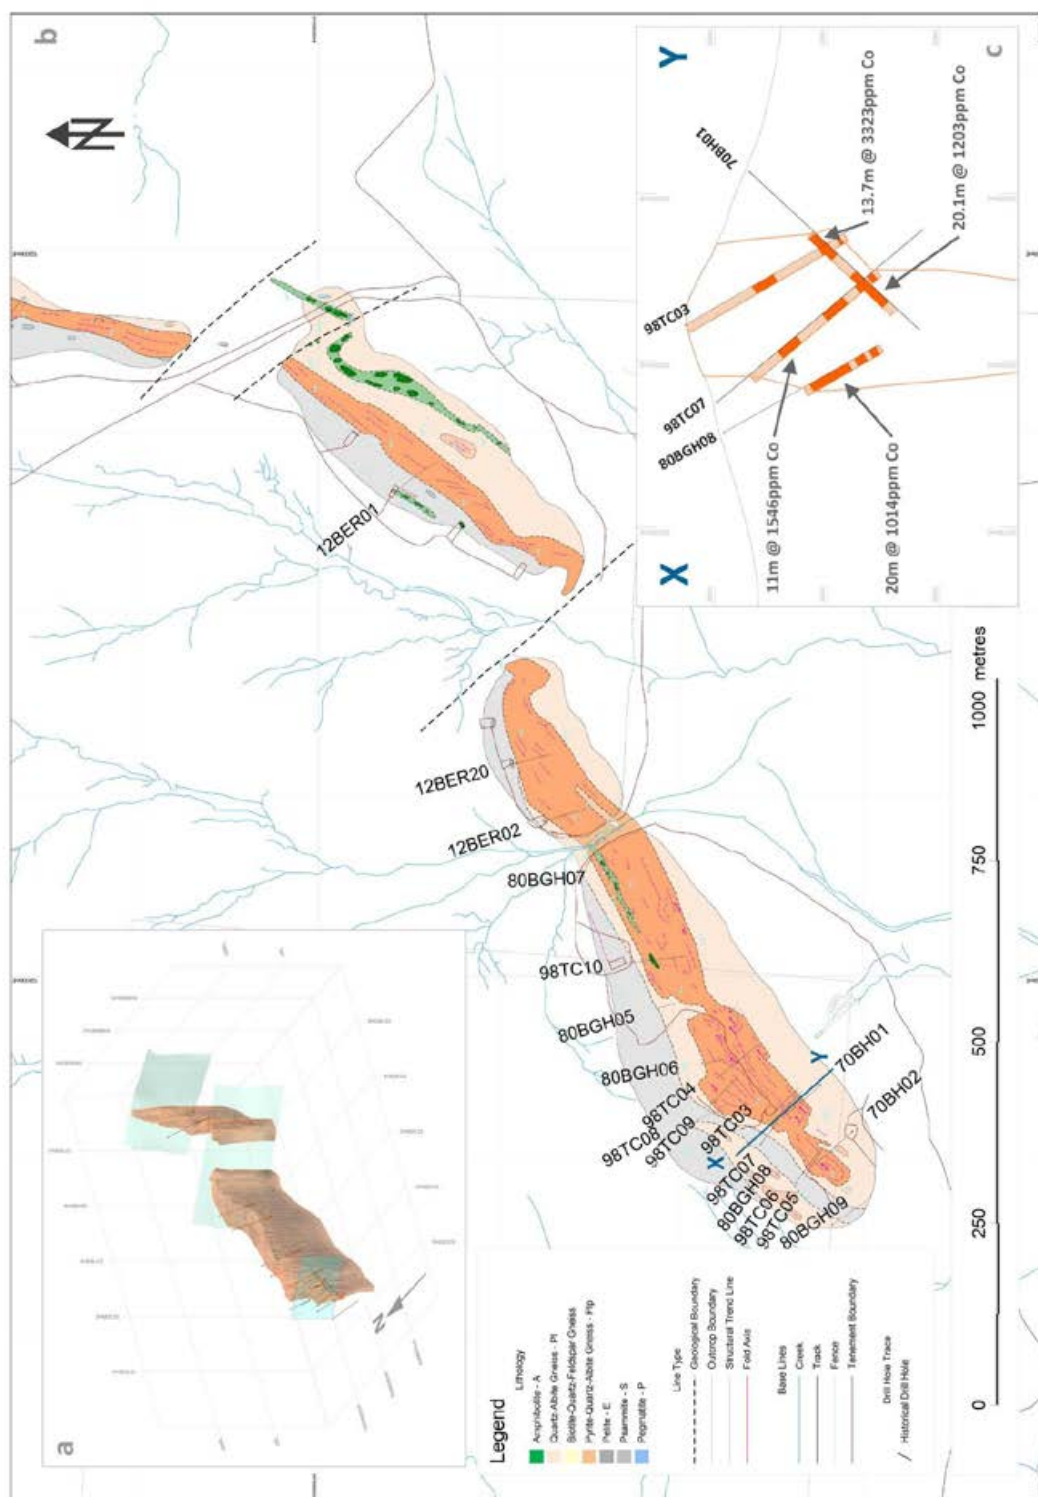 b
N
12BER01
12BER20
12BER02
80BGH07
98TC10
80BGH05
80BGH06
98TC04
98TC08
98TC09
98TC03
X
98TC07
80BGH08
98TC06
98TC05
80BGH09
Y
70BH01
70BH02
a
N
X
Y
C
70BH01
98TC03
98TC07
80BGH08
13.7m @ 3323ppm Co
20.1m @ 1203ppm Co
11m @ 1546ppm Co
20m @ 1014ppm Co
Legend
Lithology
Amphibolite - A
Quartz-Albite Gneiss - Pl
Biotite-Quartz-Feldspar Gneiss
Pyrite-Quartz-Albite Gneiss - Htp
Pelite - E
Psammite - S
Pegmatite - P
Line Type
Geological Boundary
Outcrop Boundary
Structural Trend Line
Fold Axis
Base Lines
Creek
Track
Fence
Tenement Boundary
Drill Hole Trace
Historical Drill Hole
0 250 500 750 1000 metres